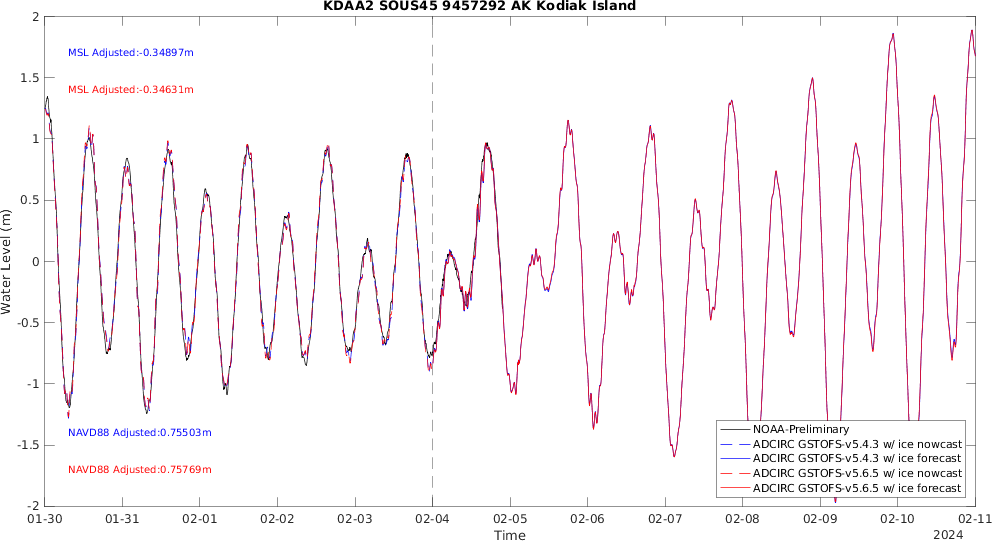 KDAA2 SOUS45 9457292 AK Kodiak Island
2
1.5
1
0.5
0
-0.5
-1
-1.5
-2
Water Level (m)
MSL Adjusted:-0.34897m
MSL Adjusted:-0.34631m
NAVD88 Adjusted:0.75503m
NAVD88 Adjusted:0.75769m
NOAA-Preliminary
ADCIRC GSTOFS-v5.4.3 w/ ice nowcast
ADCIRC GSTOFS-v5.4.3 w/ ice forecast
ADCIRC GSTOFS-v5.6.5 w/ ice nowcast
ADCIRC GSTOFS-v5.6.5 w/ ice forecast
01-30 01-31 02-01 02-02 02-03 02-04 02-05 02-06 02-07 02-08 02-09 02-10 02-11
Time
2024